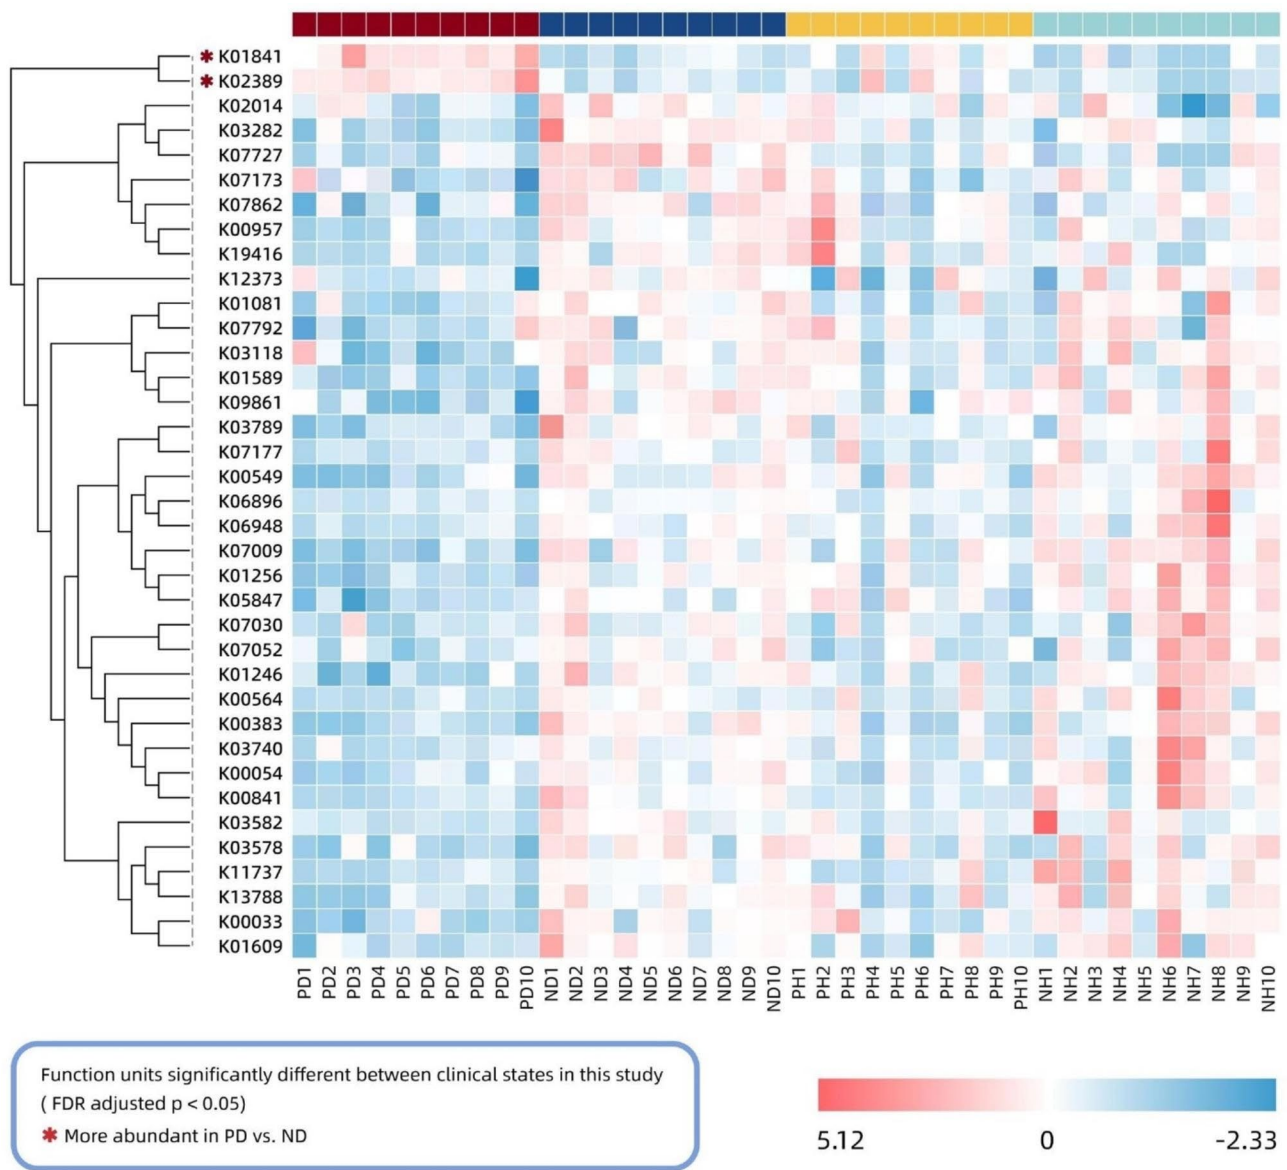 ✱ K01841
✱ K02389
K02014
K03282
K07727
K07173
K07862
K00957
K19416
K12373
K01081
K07792
K03118
K01589
K09861
K03789
K07177
K00549
K06896
K06948
K07009
K01256
K05847
K07030
K07052
K01246
K00564
K00383
K03740
K00054
K00841
K03582
K03578
K11737
K13788
K00033
K01609
PD1 PD2 PD3 PD4 PD5 PD6 PD7 PD8 PD9 PD10 ND1 ND2 ND3 ND4 ND5 ND6 ND7 ND8 ND9 ND10 PH1 PH2 PH3 PH4 PH5 PH6 PH7 PH8 PH9 PH10 NH1 NH2 NH3 NH4 NH5 NH6 NH7 NH8 NH9 NH10
Function units significantly different between clinical states in this study
( FDR adjusted p < 0.05)
✱ More abundant in PD vs. ND
5.12 0 -2.33